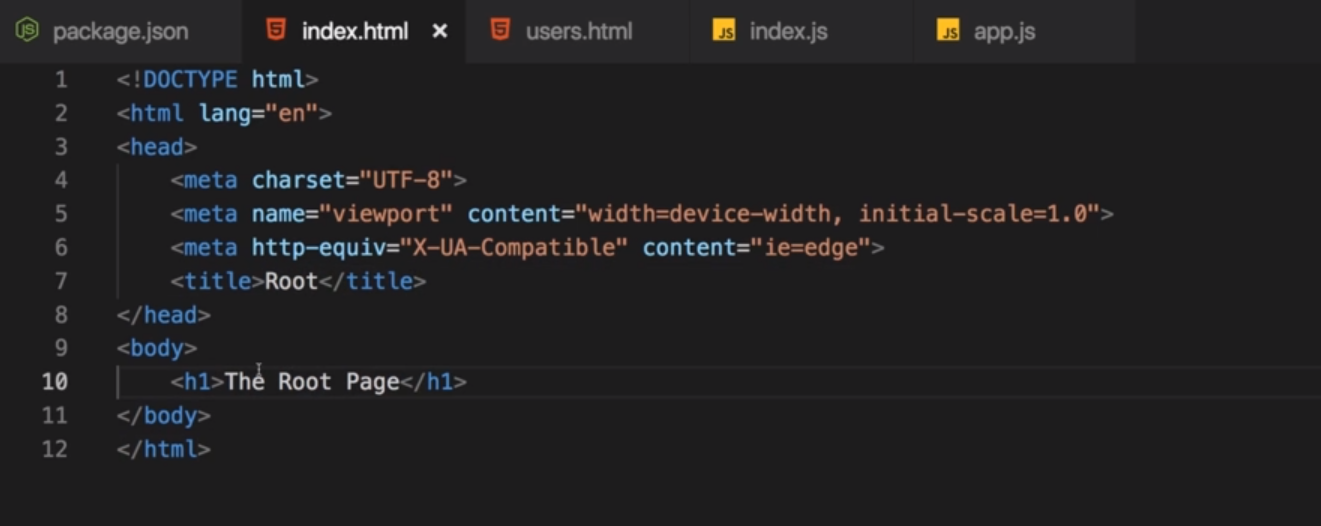 package.json index.html × users.html JS index.js JS app.js
1 <!DOCTYPE html>
2 <html lang="en">
3 <head>
4 <meta charset="UTF-8">
5 <meta name="viewport" content="width=device-width, initial-scale=1.0">
6 <meta http-equiv="X-UA-Compatible" content="ie=edge">
7 <title>Root</title>
8 </head>
9 <body>
10 <h1>The Root Page</h1>
11 </body>
12 </html>